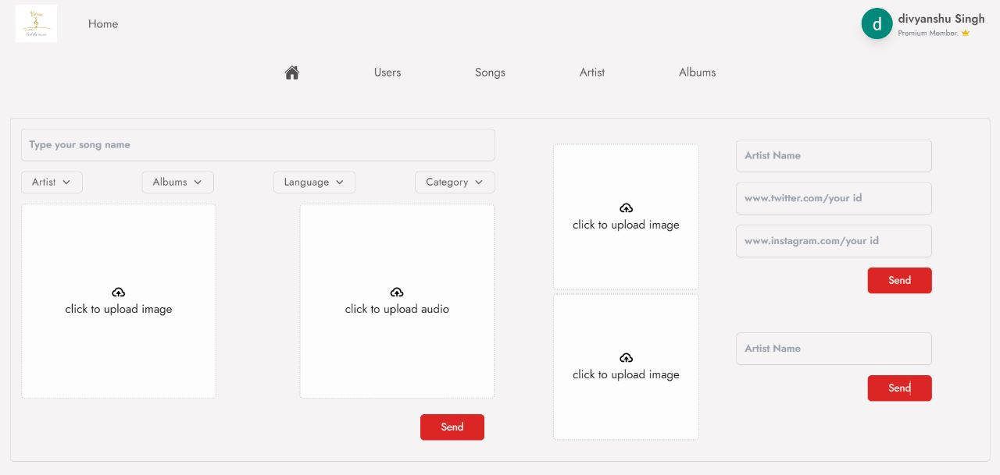 Home
divyanshu Singh
Premium Member.
Users
Songs
Artist
Albums
Type your song name
Artist
Albums
Language
Category
click to upload image
click to upload audio
Send
click to upload image
click to upload image
Artist Name
www.twitter.com/your id
www.instagram.com/your id
Send
Artist Name
Send
d